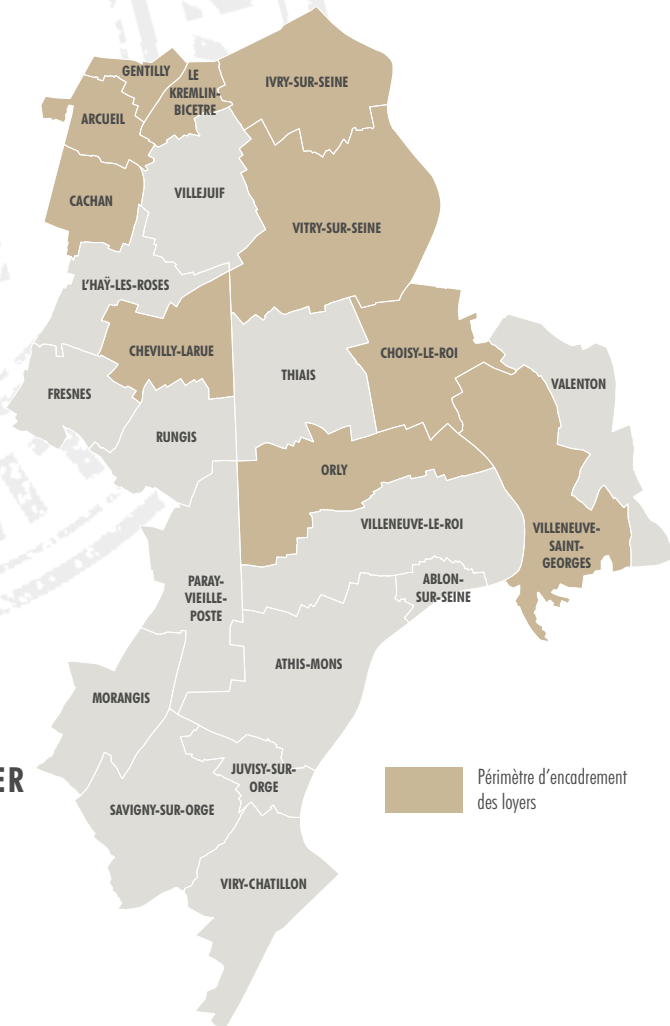 GENTILLY
LE
KREMLIN-
BICETRE
IVRY-SUR-SEINE
ARCUEIL
VILLEJUIF
CACHAN
VITRY-SUR-SEINE
L'HAŸ-LES-ROSES
CHEVILLY-LARUE
THIAIS
CHOISY-LE-ROI
VALENTON
FRESNES
RUNGIS
ORLY
VILLENEUVE-LE-ROI
VILLENEUVE-
SAINT-
GEORGES
PARAY-
VIEILLE-
POSTE
ABLON-
SUR-SEINE
ATHIS-MONS
MORANGIS
ER
JUVISY-SUR-
ORGE
SAVIGNY-SUR-ORGE
VIRY-CHATILLON
Périmètre d'encadrement
des loyers